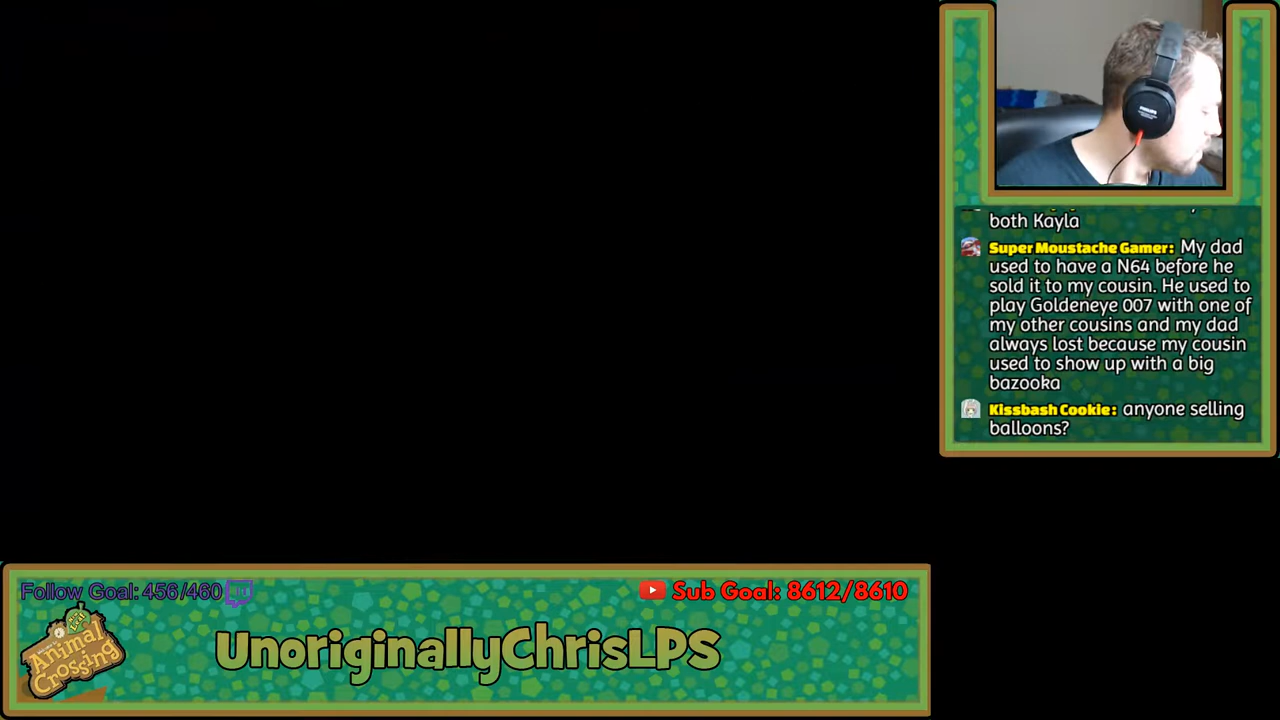 both Kayla
Super Moustache Gamer: My dad
used to have a N64 before he
sold it to my cousin. He used to
play Goldeneye 007 with one of
my other cousins and my dad
always lost because my cousin
used to show up with a big
bazooka
Kissbash Cookie: anyone selling
balloons?
Follow Goal: 456/460
Sub Goal: 8612/8610
Animal
Crossing
UnoriginallyChrisLPS
PHILIPS